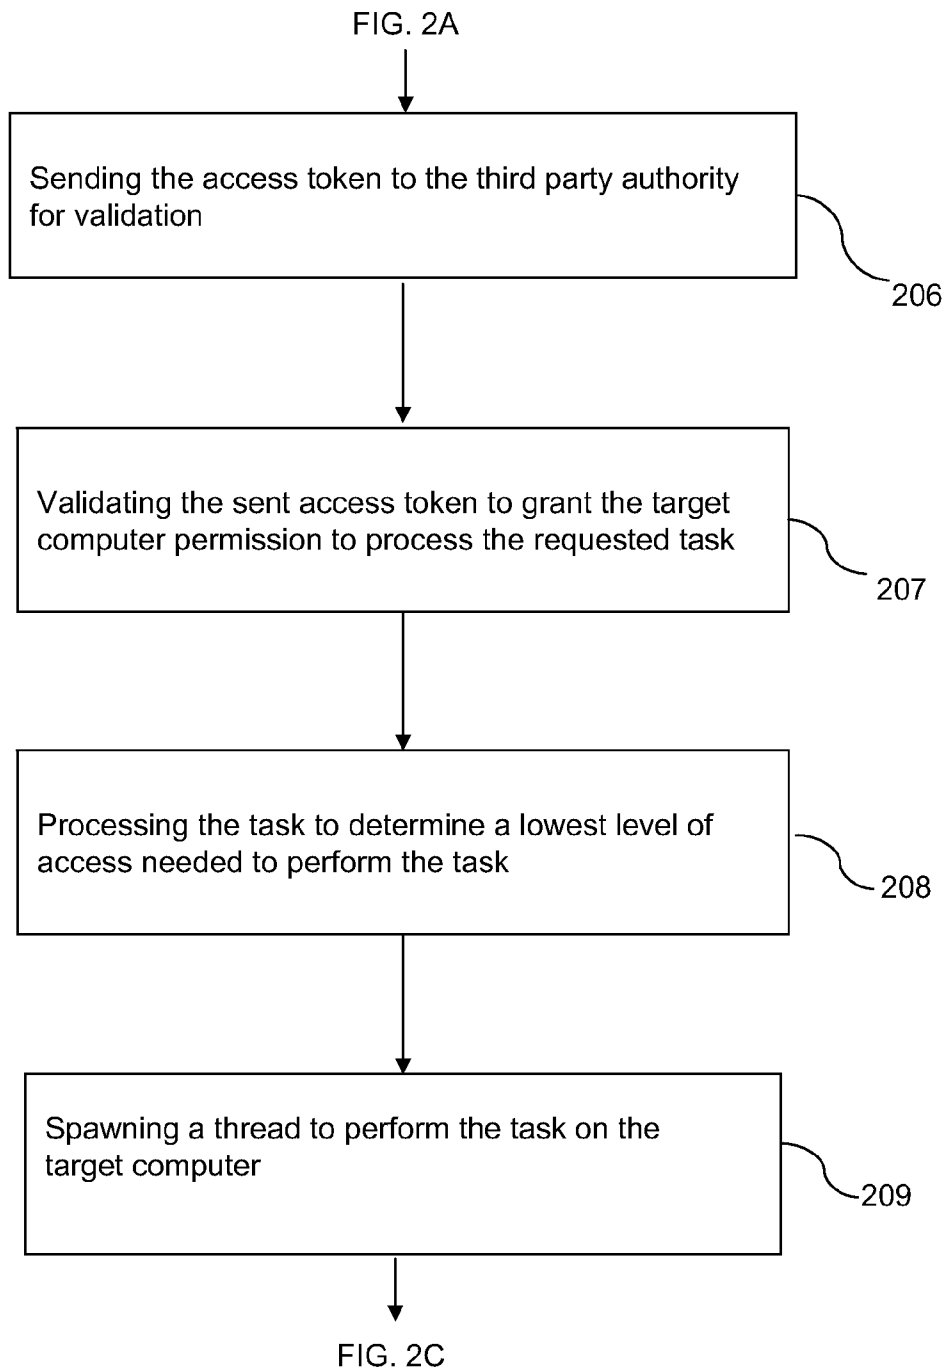 FIG. 2A
Sending the access token to the third party authority
for validation
206
Validating the sent access token to grant the target
computer permission to process the requested task
207
Processing the task to determine a lowest level of
access needed to perform the task
208
Spawning a thread to perform the task on the
target computer
209
FIG. 2C